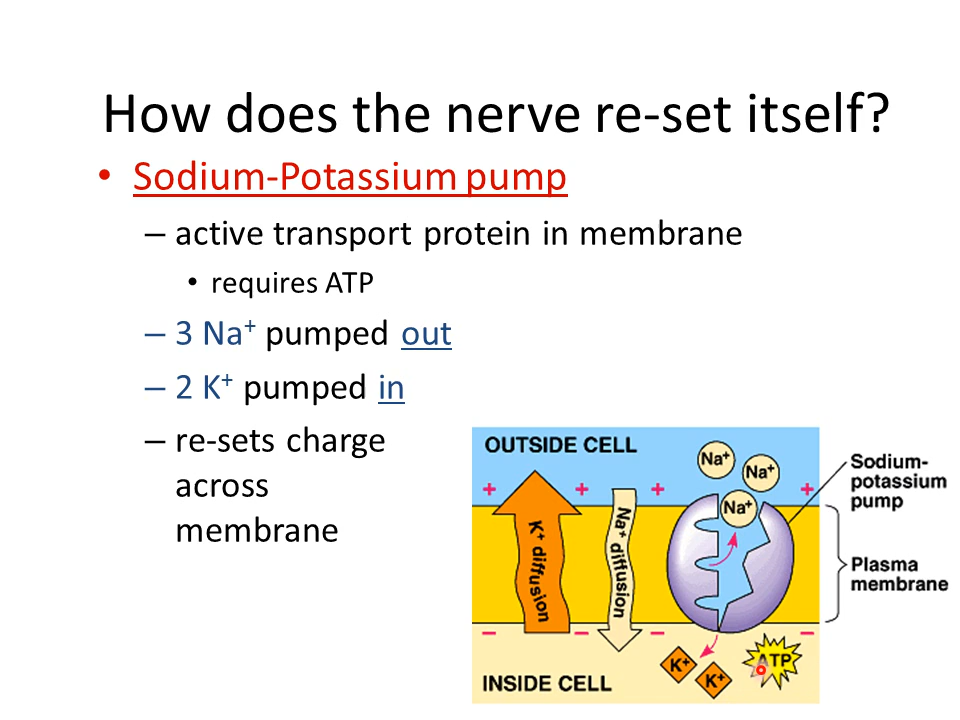 How does the nerve re-set itself?
• Sodium-Potassium pump
– active transport protein in membrane
• requires ATP
– 3 Na⁺ pumped out
– 2 K⁺ pumped in
– re-sets charge
across
membrane
OUTSIDE CELL
Na⁺
Na⁺
Na⁺
Sodium-
potassium
pump
+ + + +
K⁺ diffusion
Na⁺ diffusion
Plasma
membrane
– – – –
K⁺
K⁺
ATP
INSIDE CELL